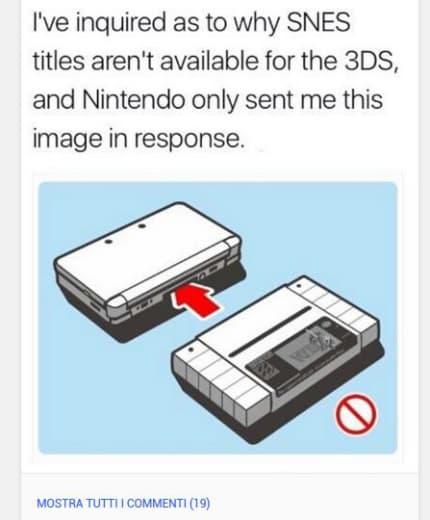 I've inquired as to why SNES
titles aren't available for the 3DS,
and Nintendo only sent me this
image in response.
MOSTRA TUTTI I COMMENTI (19)